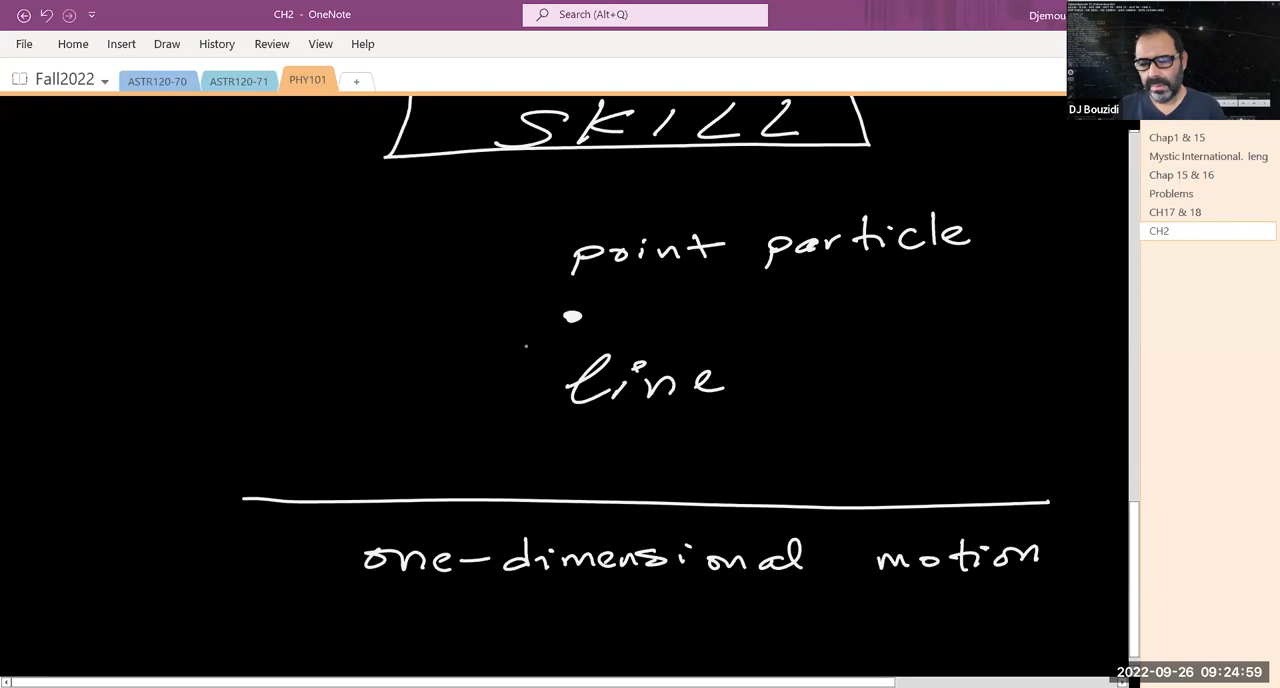 CH2 - OneNote
Search (Alt+Q)
Djemou
File Home Insert Draw History Review View Help
Fall2022 ASTR120-70 ASTR120-71 PHY101
DJ Bouzidi
SKILL
point particle
line
one-dimensional motion
Chap1 & 15
Mystic International. leng
Chap 15 & 16
Problems
CH17 & 18
CH2
2022-09-26 09:24:59